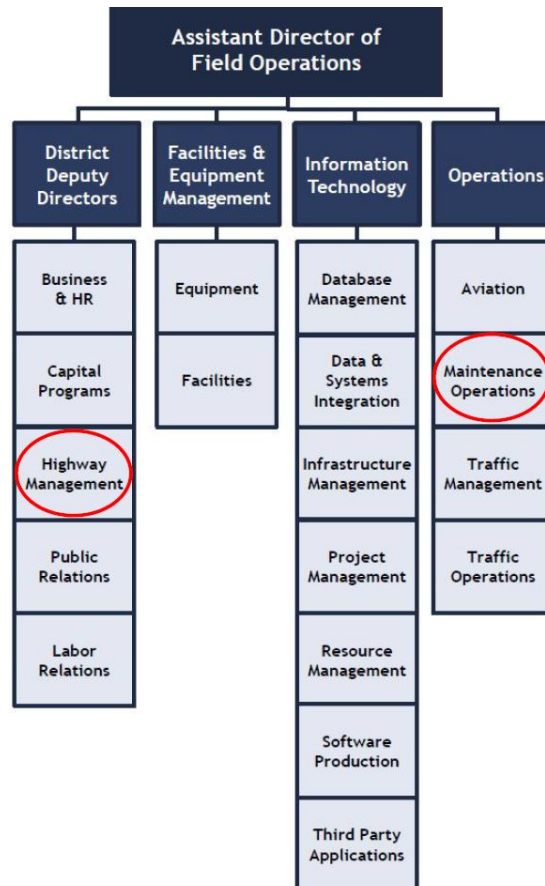 Assistant Director of
Field Operations
District
Deputy
Directors
Business
& HR
Capital
Programs
Highway
Management
Public
Relations
Labor
Relations
Facilities &
Equipment
Management
Equipment
Facilities
Information
Technology
Database
Management
Data &
Systems
Integration
Infrastructure
Management
Project
Management
Resource
Management
Software
Production
Third Party
Applications
Operations
Aviation
Maintenance
Operations
Traffic
Management
Traffic
Operations